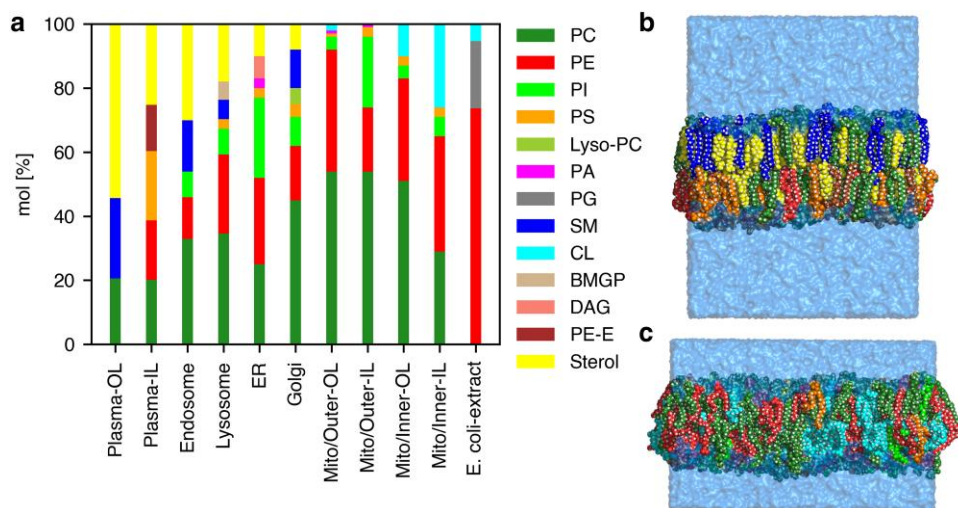 a
mol [%]
100
80
60
40
20
0
Plasma-OL
Plasma-IL
Endosome
Lysosome
ER
Golgi
Mito/Outer-OL
Mito/Outer-IL
Mito/Inner-OL
Mito/Inner-IL
E. coli-extract
PC
PE
PI
PS
Lyso-PC
PA
PG
SM
CL
BMGP
DAG
PE-E
Sterol
b
c